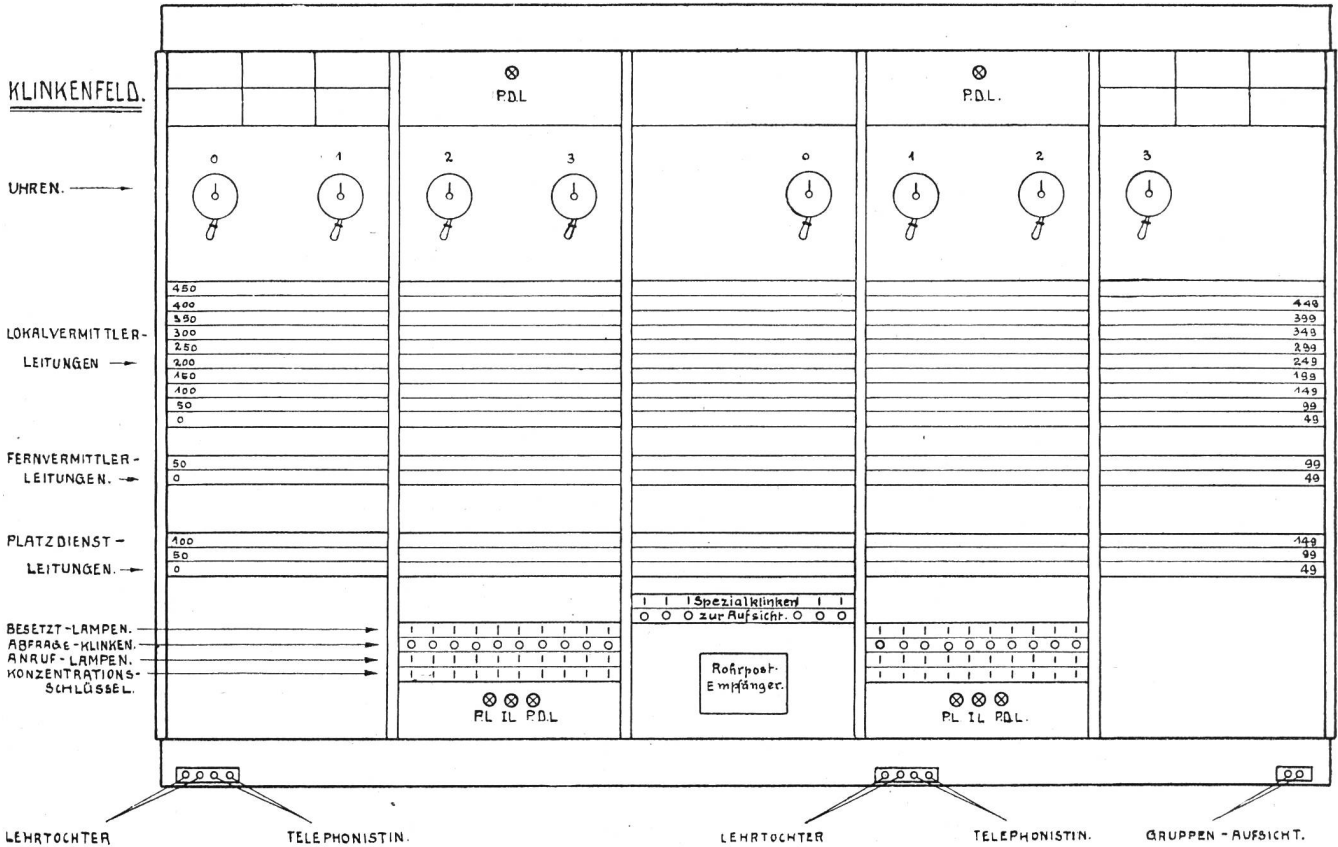 KLINKENFELD.
P.D.L
P.D.L.
0 1 2 3 0 1 2 3
UHREN.
450
400 449
350 399
300 349
250 299
200 249
150 199
100 149
50 99
0 49
LOKALVERMITTLER-
LEITUNGEN
FERNVERMITTLER-
LEITUNGEN.
50 99
0 49
PLATZDIENST-
LEITUNGEN.
100 149
50 99
0 49
Spezialklinken
zur Aufsicht.
BESETZT-LAMPEN.
ABFRAGE-KLINKEN.
ANRUF-LAMPEN.
KONZENTRATIONS-
SCHLÜSSEL.
Rohrpost-
Empfänger.
P.L IL P.D.L
P.L IL P.D.L.
LEHRTOCHTER TELEPHONISTIN. LEHRTOCHTER TELEPHONISTIN. GRUPPEN-AUFSICHT.